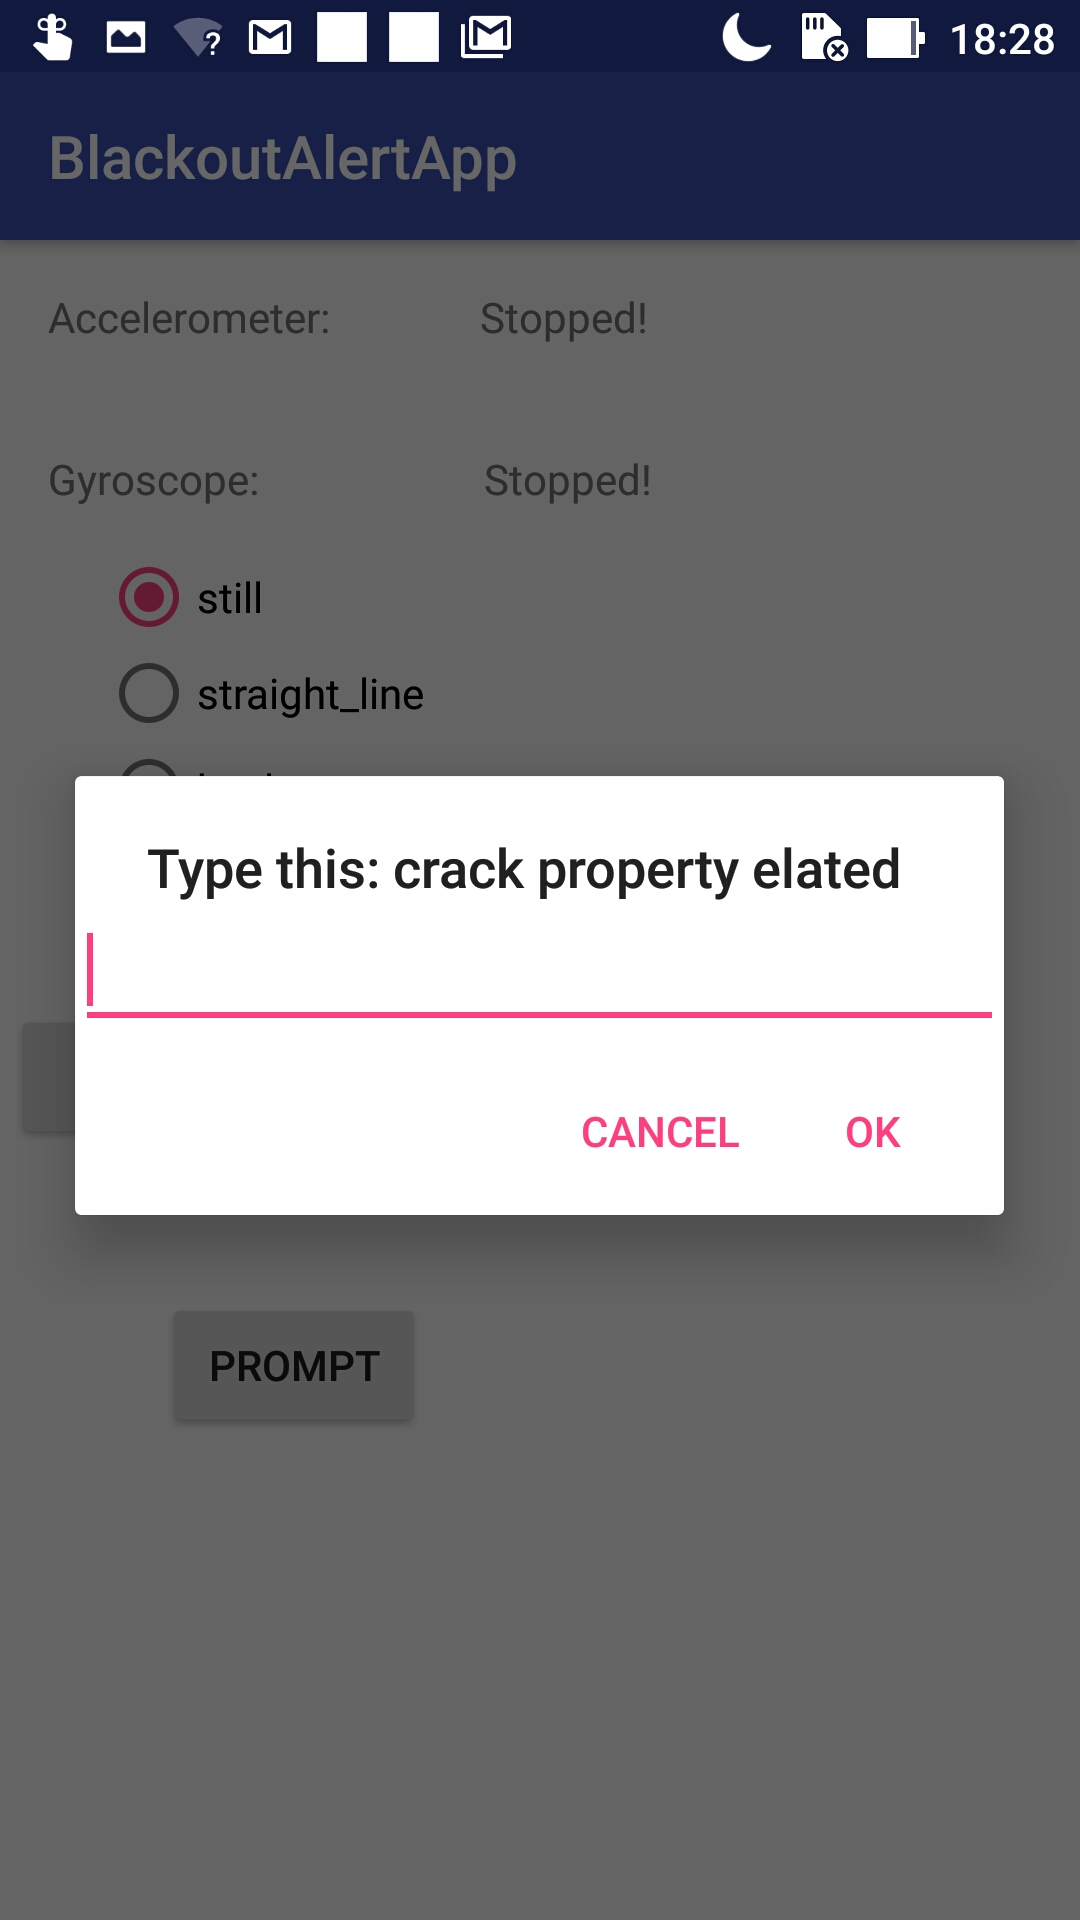 18:28
BlackoutAlertApp
Accelerometer: Stopped!
Gyroscope: Stopped!
still
straight_line
Type this: crack property elated
CANCEL OK
PROMPT